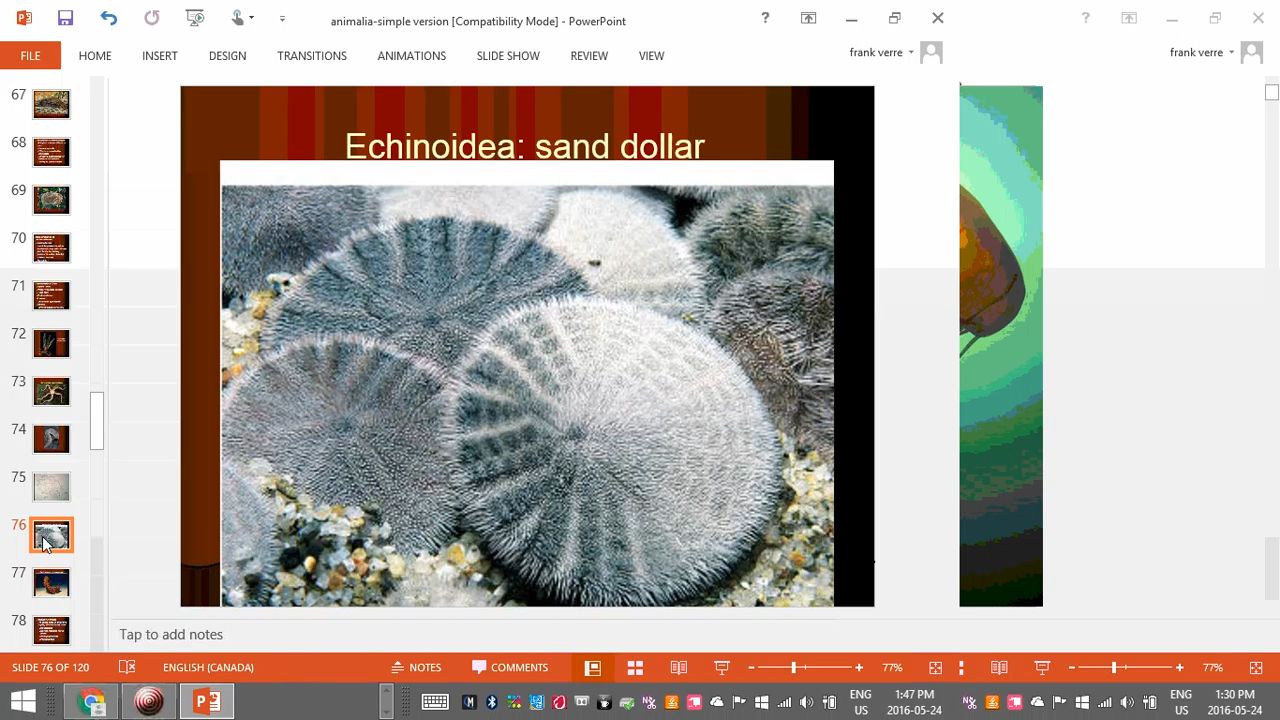 animalia-simple version [Compatibility Mode] - PowerPoint
? ?
FILE HOME INSERT DESIGN TRANSITIONS ANIMATIONS SLIDE SHOW REVIEW VIEW
frank verre
frank verre
67
68
69
70
71
72
73
74
75
76
77
78
Echinoidea: sand dollar
Tap to add notes
SLIDE 76 OF 120 ENGLISH (CANADA) NOTES COMMENTS 77% 77%
ENG 1:47 PM ENG 1:30 PM
US 2016-05-24 US 2016-05-24